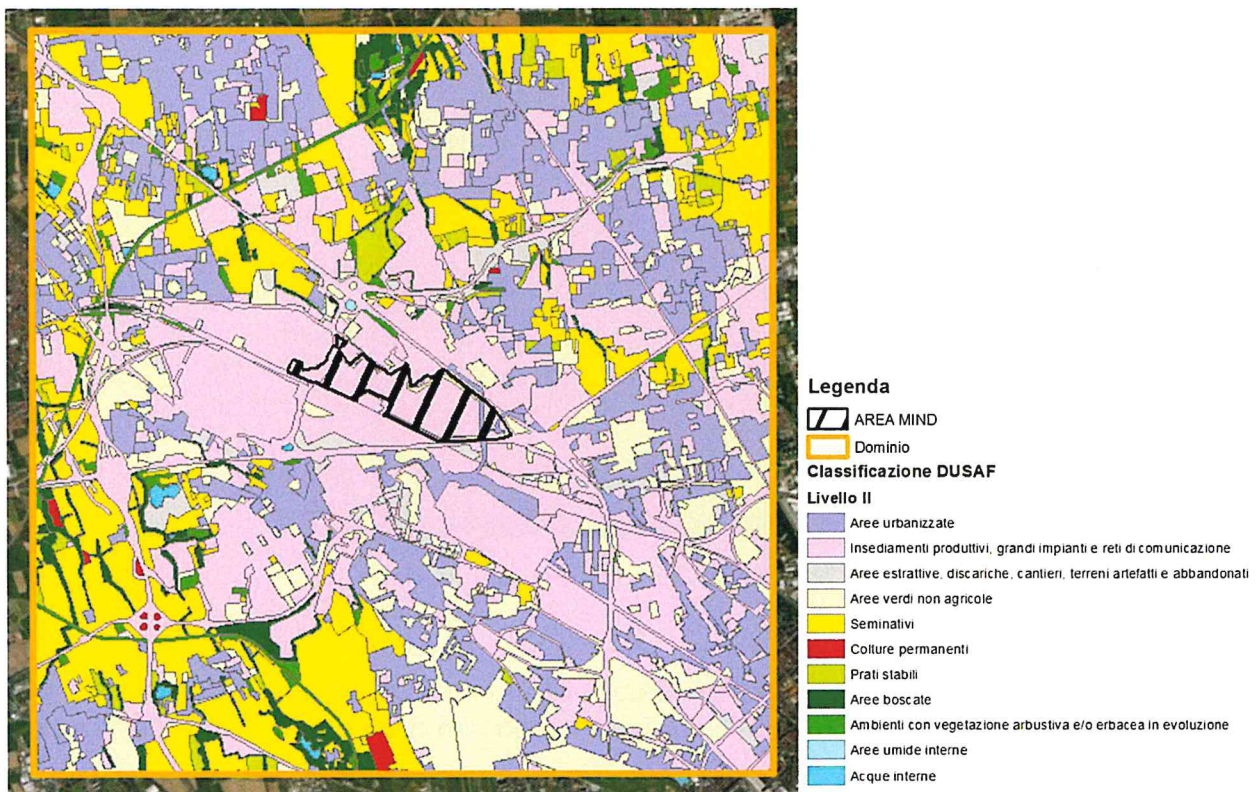 Legenda
AREA MIND
Dominio
Classificazione DUSAF
Livello II
Aree urbanizzate
Insediamenti produttivi, grandi impianti e reti di comunicazione
Aree estrattive, discariche, cantieri, terreni artefatti e abbandonati
Aree verdi non agricole
Seminativi
Colture permanenti
Prati stabili
Aree boscate
Ambienti con vegetazione arbustiva e/o erbacea in evoluzione
Aree umide interne
Acque interne